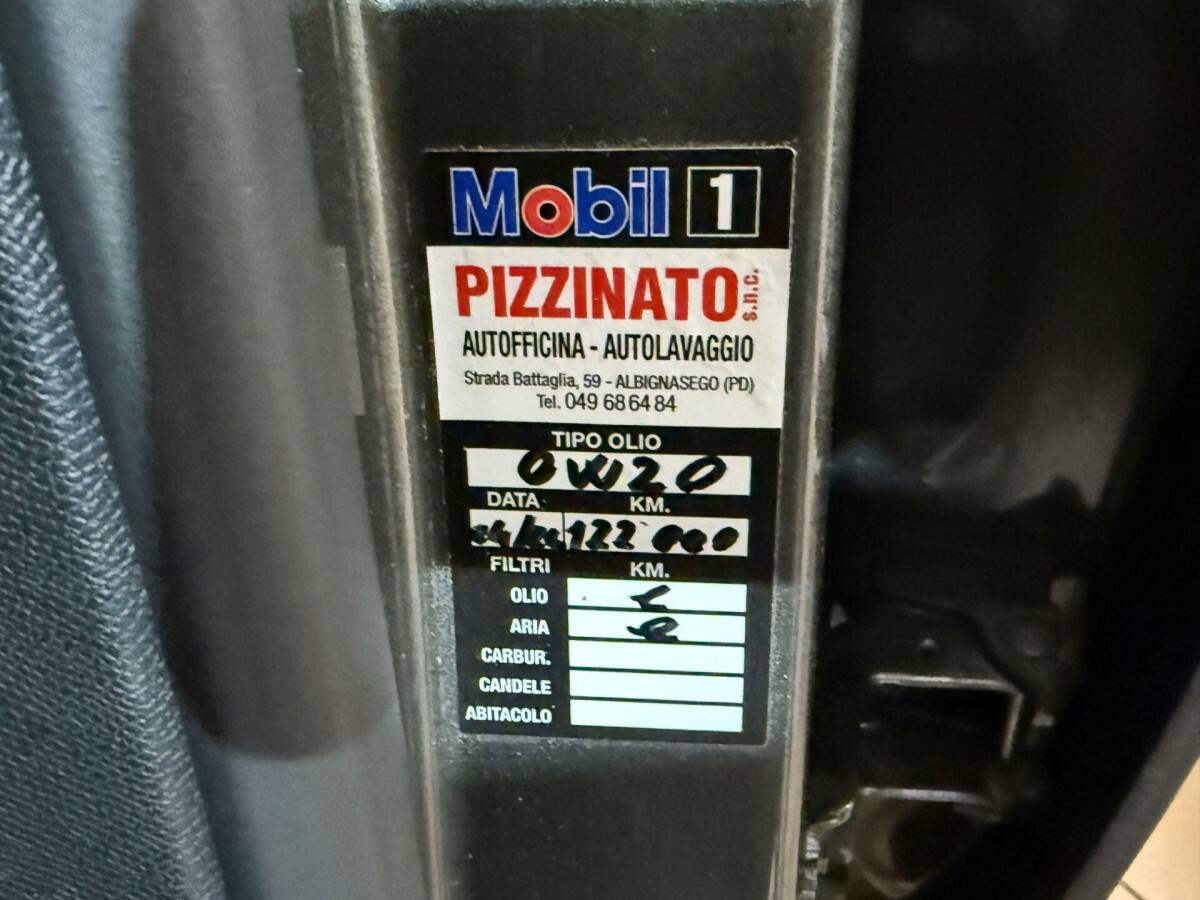 Mobil 1
PIZZINATO s.n.c.
AUTOFFICINA - AUTOLAVAGGIO
Strada Battaglia, 59 - ALBIGNASEGO (PD)
Tel. 049 68 64 84
TIPO OLIO
0W20
DATA KM.
122 000
FILTRI KM.
OLIO
ARIA
CARBUR.
CANDELE
ABITACOLO